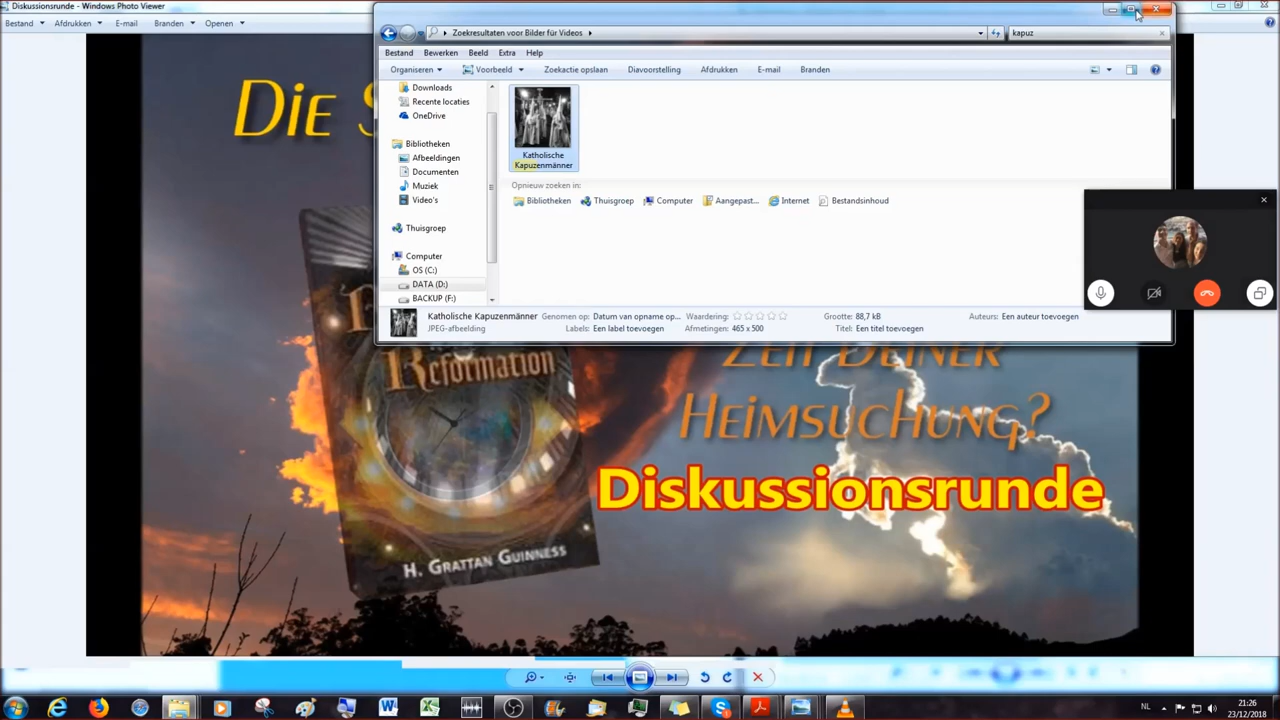 Diskussionsrunde - Windows Photo Viewer
Bestand Afdrukken E-mail Branden Openen
Zoekresultaten voor Bilder für Videos
kapuz
Bestand Bewerken Beeld Extra Help
Organiseren Voorbeeld Zoekactie opslaan Diavoorstelling Afdrukken E-mail Branden
Downloads
Recente locaties
OneDrive
Bibliotheken
Afbeeldingen
Documenten
Muziek
Video's
Thuisgroep
Computer
OS (C:)
DATA (D:)
BACKUP (F:)
Katholische
Kapuzenmänner
Opnieuw zoeken in:
Bibliotheken Thuisgroep Computer Aangepast... Internet Bestandsinhoud
Katholische Kapuzenmänner Genomen op: Datum van opname op... Waardering: Grootte: 88,7 kB Auteurs: Een auteur toevoegen
JPEG-afbeelding Labels: Een label toevoegen Afmetingen: 465 x 500 Titel: Een titel toevoegen
Die
Reformation
H. Grattan Guinness
Zeit Deiner
Heimsuchung?
Diskussionsrunde
NL
21:26
23/12/2018